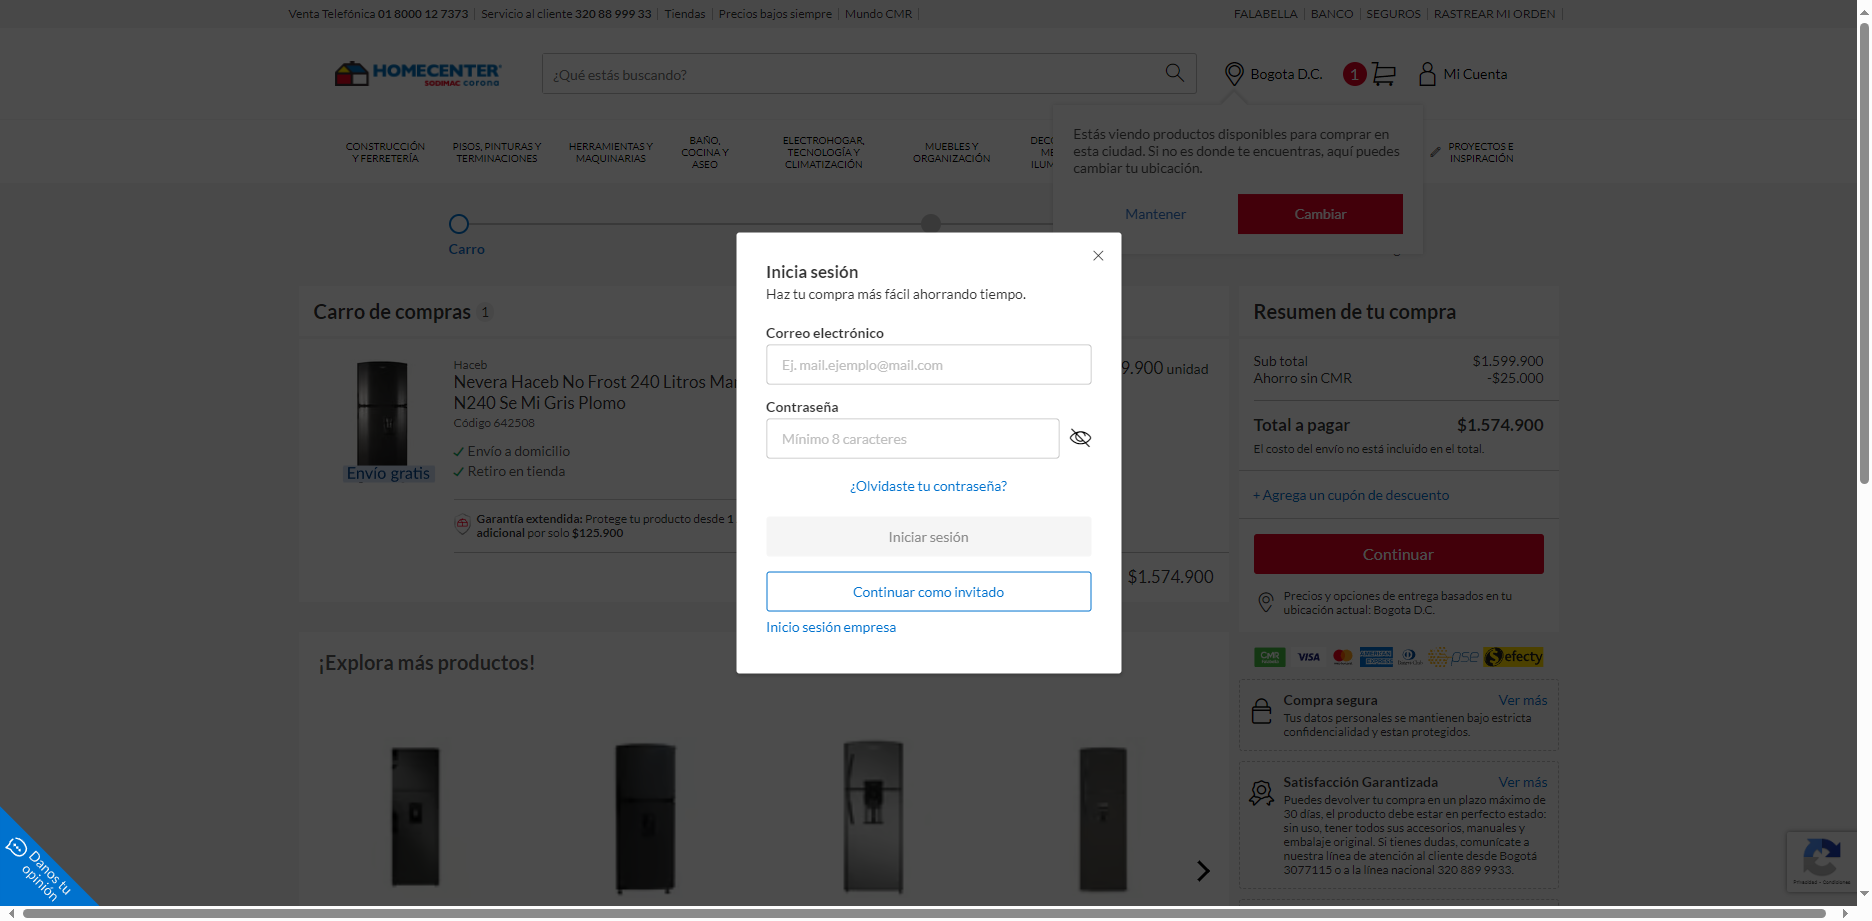 Venta Telefónica 01 8000 12 7373 | Servicio al cliente 320 88 999 33 | Tiendas | Precios bajos siempre | Mundo CMR |
FALABELLA | BANCO | SEGUROS | RASTREAR MI ORDEN |
HOMECENTER
SODIMAC corona
¿Qué estás buscando?
Bogota D.C.
1
Mi Cuenta
CONSTRUCCIÓN
Y FERRETERÍA
PISOS, PINTURAS Y
TERMINACIONES
HERRAMIENTAS Y
MAQUINARIAS
BAÑO,
COCINA Y
ASEO
ELECTROHOGAR,
TECNOLOGÍA Y
CLIMATIZACIÓN
MUEBLES Y
ORGANIZACIÓN
PROYECTOS E
INSPIRACIÓN
Estás viendo productos disponibles para comprar en
esta ciudad. Si no es donde te encuentras, aquí puedes
cambiar tu ubicación.
Mantener
Cambiar
Carro
Inicia sesión
Haz tu compra más fácil ahorrando tiempo.
Correo electrónico
Ej. mail.ejemplo@mail.com
Contraseña
Mínimo 8 caracteres
¿Olvidaste tu contraseña?
Iniciar sesión
Continuar como invitado
Inicio sesión empresa
Carro de compras 1
Haceb
Nevera Haceb No Frost 240 Litros Mar
N240 Se Mi Gris Plomo
Código 642508
Envío a domicilio
Retiro en tienda
Envío gratis
9.900 unidad
Garantía extendida: Protege tu producto desde 1
adicional por solo $125.900
$1.574.900
¡Explora más productos!
Resumen de tu compra
Sub total $1.599.900
Ahorro sin CMR -$25.000
Total a pagar $1.574.900
El costo del envío no está incluido en el total.
+ Agrega un cupón de descuento
Continuar
Precios y opciones de entrega basados en tu
ubicación actual: Bogota D.C.
CMR VISA pse efecty
Compra segura Ver más
Tus datos personales se mantienen bajo estricta
confidencialidad y estan protegidos.
Satisfacción Garantizada Ver más
Puedes devolver tu compra en un plazo máximo de
30 días, el producto debe estar en perfecto estado:
sin uso, tener todos sus accesorios, manuales y
embalaje original. Si tienes dudas, comunícate a
nuestra línea de atención al cliente desde Bogotá
3077115 o a la línea nacional 320 889 9933.
Danos tu
opinión
Privacidad - Condiciones